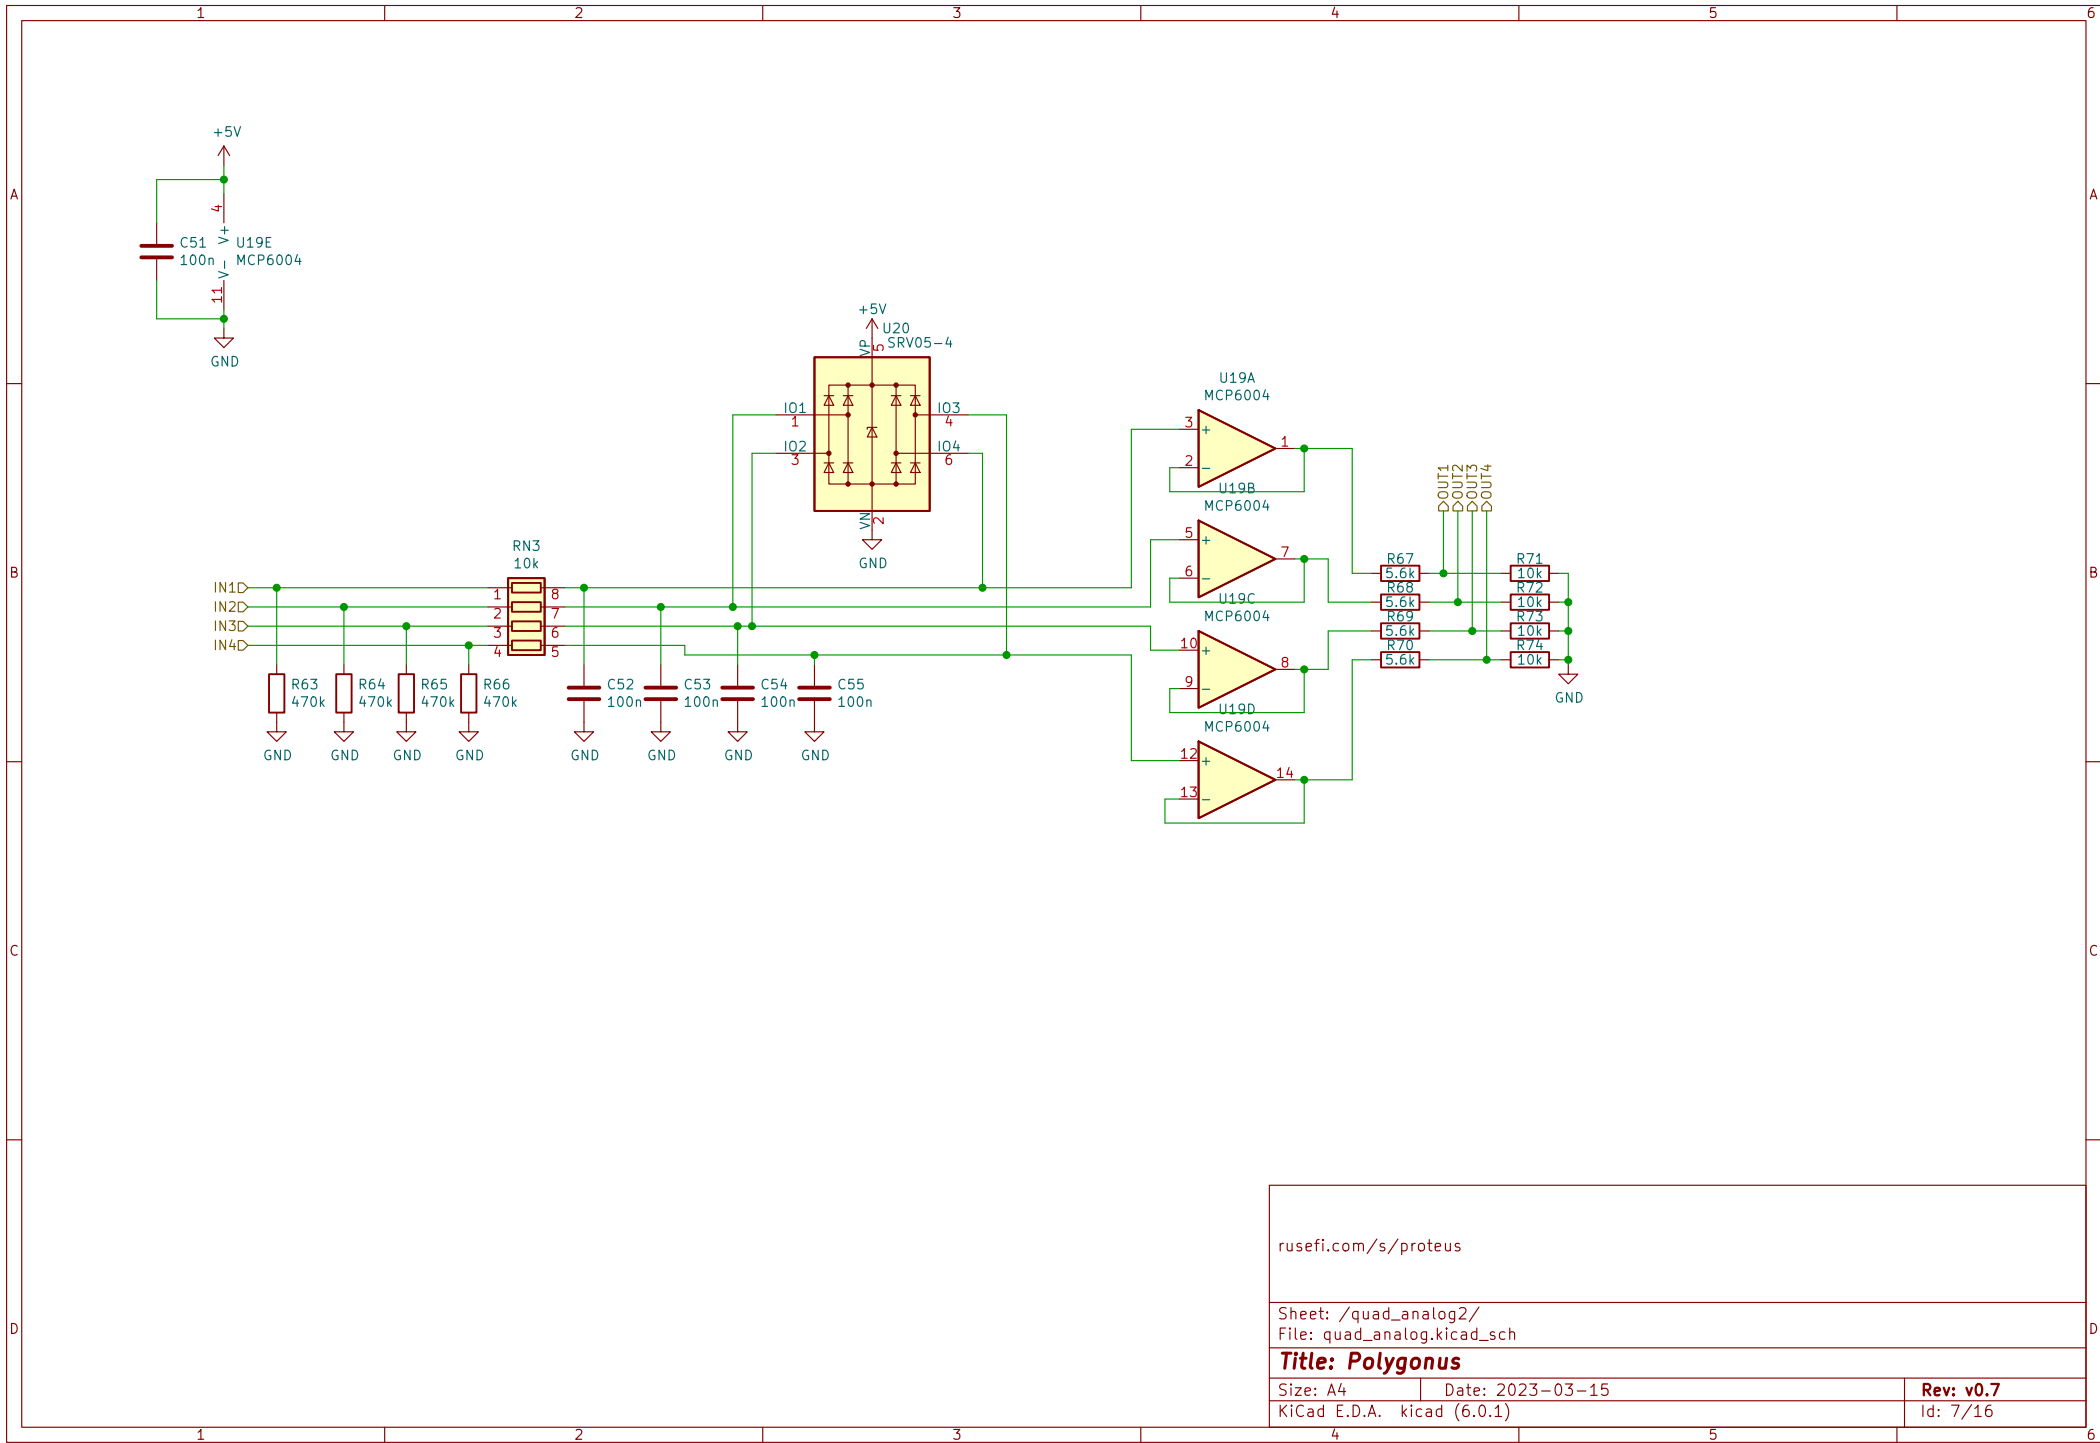 1 2 3 4 5 6
A A
B B
C C
D D
+5V
4
V+
C51
100n
U19E
MCP6004
V-
11
GND
+5V
U20
SRV05-4
VP
5
IO1
1
IO2
3
IO3
4
IO4
6
VN
2
GND
RN3
10k
IN1
IN2
IN3
IN4
1 8
2 7
3 6
4 5
R63
470k
GND
R64
470k
GND
R65
470k
GND
R66
470k
GND
C52
100n
GND
C53
100n
GND
C54
100n
GND
C55
100n
GND
U19A
MCP6004
3 +
2 -
1
U19B
MCP6004
5 +
6 -
7
U19C
MCP6004
10 +
9 -
8
U19D
MCP6004
12 +
13 -
14
OUT1
OUT2
OUT3
OUT4
R67
5.6k
R68
5.6k
R69
5.6k
R70
5.6k
R71
10k
R72
10k
R73
10k
R74
10k
GND
rusefi.com/s/proteus
Sheet: /quad_analog2/
File: quad_analog.kicad_sch
Title: Polygonus
Size: A4 Date: 2023-03-15 Rev: v0.7
KiCad E.D.A. kicad (6.0.1) Id: 7/16
1 2 3 4 5 6